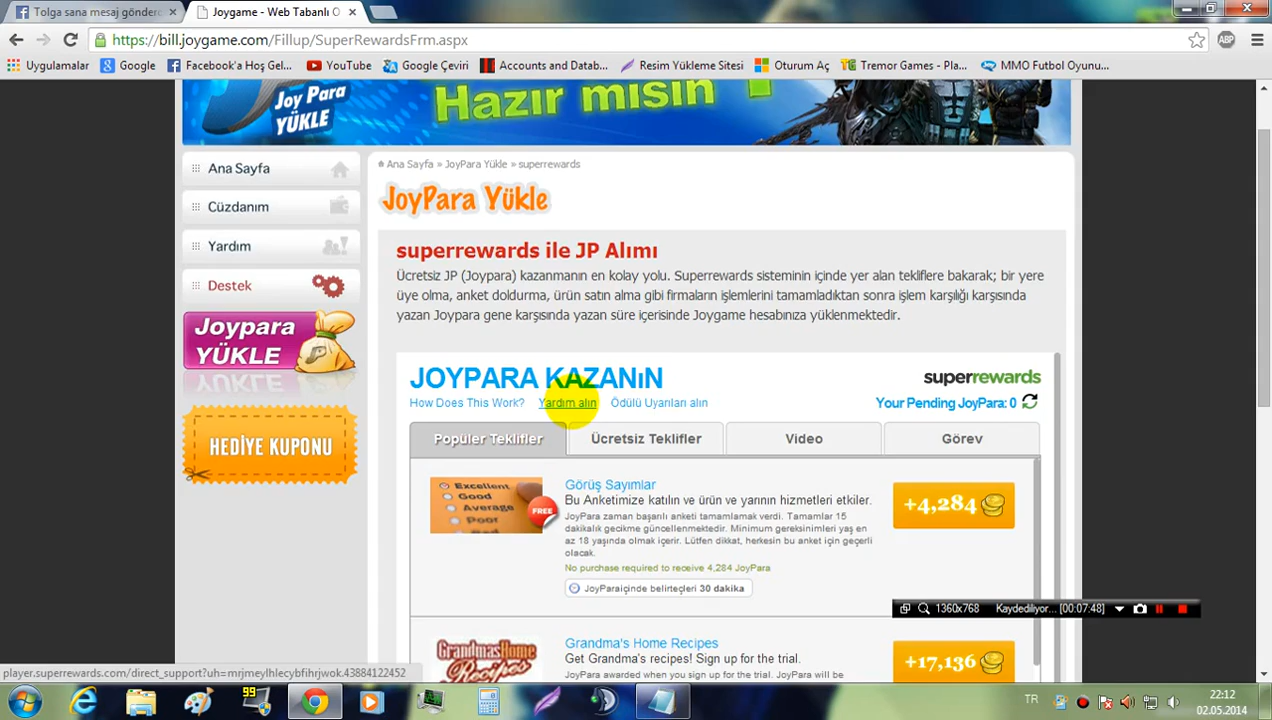 Tolga sana mesaj gönderc
Joygame - Web Tabanlı O
https://bill.joygame.com/Fillup/SuperRewardsFrm.aspx
ABP
Uygulamalar
Google
Facebook'a Hoş Gel...
YouTube
Google Çeviri
Accounts and Datab...
Resim Yükleme Sitesi
Oturum Aç
Tremor Games - Pla...
MMO Futbol Oyunu...
Joy Para
YÜKLE
Hazır mısın
Ana Sayfa
Cüzdanım
Yardım
Destek
Joypara
YÜKLE
HEDİYE KUPONU
Ana Sayfa » JoyPara Yükle » superrewards
JoyPara Yükle
superrewards ile JP Alımı
Ücretsiz JP (Joypara) kazanmanın en kolay yolu. Superrewards sisteminin içinde yer alan tekliflere bakarak; bir yere
üye olma, anket doldurma, ürün satın alma gibi firmaların işlemlerini tamamladıktan sonra işlem karşılığı karşısında
yazan Joypara gene karşısında yazan süre içerisinde Joygame hesabınıza yüklenmektedir.
JOYPARA KAZANıN
superrewards
How Does This Work? Yardım alın Ödülü Uyarıları alın
Your Pending JoyPara: 0
Popüler Teklifler
Ücretsiz Teklifler
Video
Görev
Excellent
Good
Average
Poor
FREE
Görüş Sayımlar
Bu Anketimize katılın ve ürün ve yarının hizmetleri etkiler.
JoyPara zaman başarılı anketi tamamlamak verdi. Tamamlar 15
dakikalık gecikme güncellenmektedir. Minimum gereksinimleri yaş en
az 18 yaşında olmak içerir. Lütfen dikkat, herkesin bu anket için geçerli
olacak.
No purchase required to receive 4,284 JoyPara
JoyParaiçinde belirteçleri 30 dakika
+4,284
1360x768 Kaydediliyor... [00:07:48]
GrandmasHome
Recipes
Grandma's Home Recipes
Get Grandma's recipes! Sign up for the trial.
JoyPara awarded when you sign up for the trial. JoyPara will be
+17,136
player.superrewards.com/direct_support?uh=mrjmeylhlecybfihrjwok.43884122452
99
TR
22:12
02.05.2014